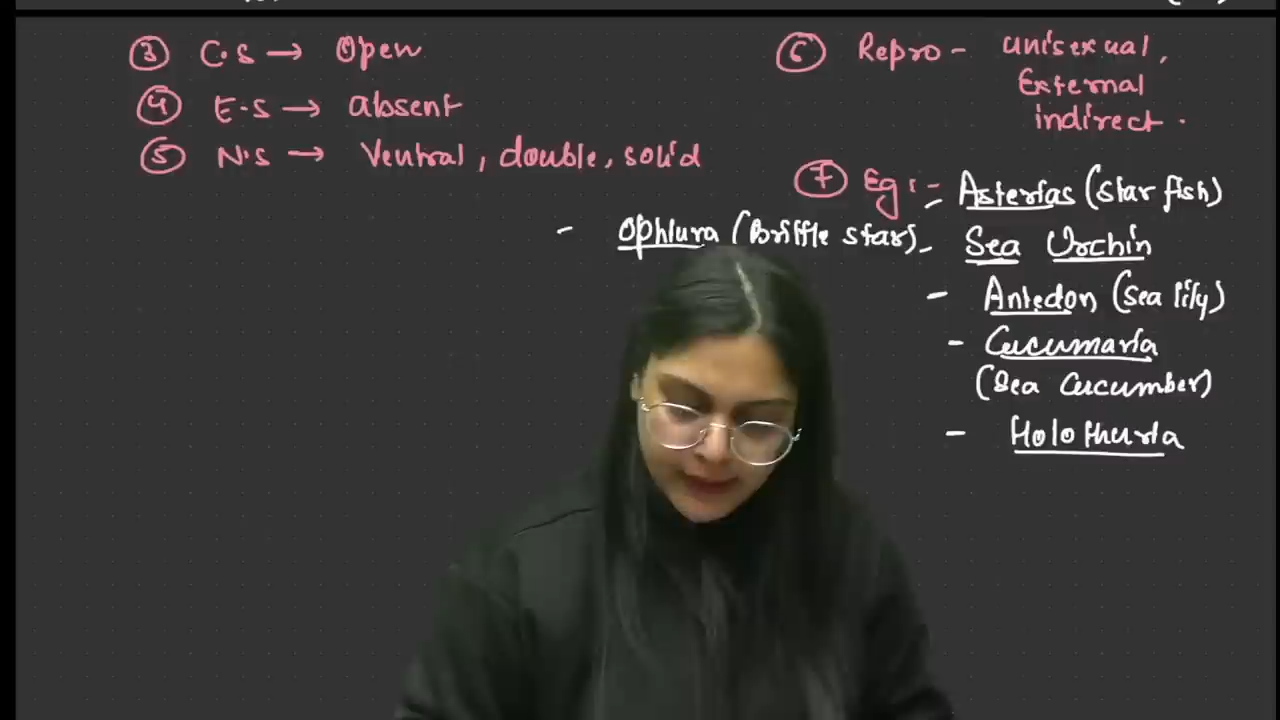 ③ C.S → Open
④ E.S → absent
⑤ N.S → Ventral, double, solid
⑥ Repro - unisexual,
External
indirect.
⑦ Eg:- - Asterias (Star fish)
- Ophiura (Brittle star)
- Sea Urchin
- Antedon (Sea lily)
- Cucumaria
(Sea Cucumber)
- Holothuria